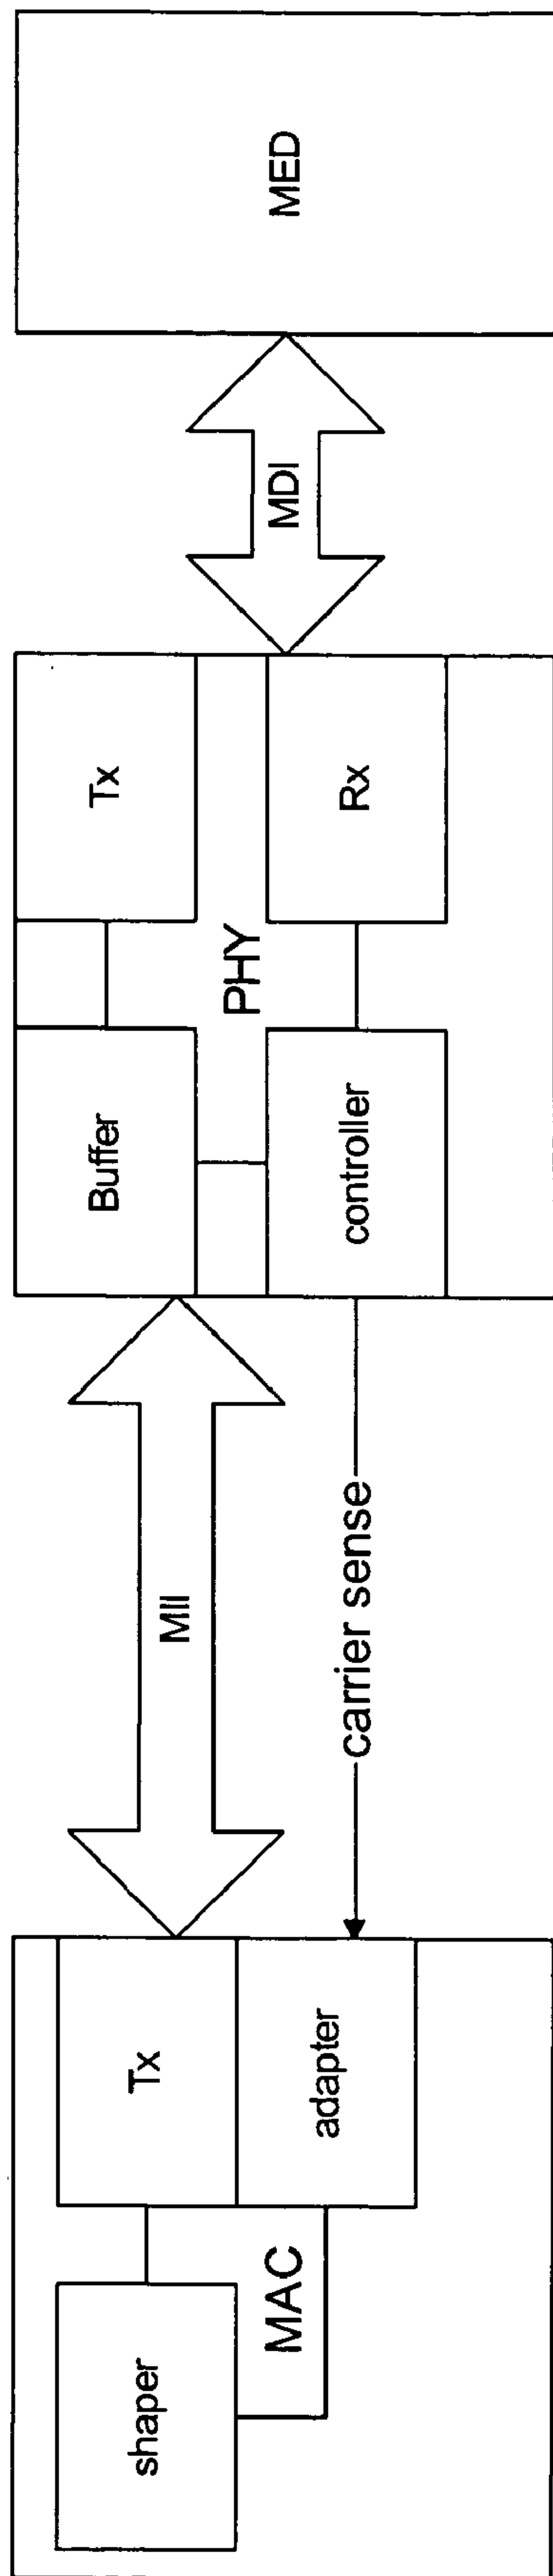 shaper
Tx
MAC
adapter
MII
carrier sense
Buffer
Tx
PHY
controller
Rx
MDI
MED